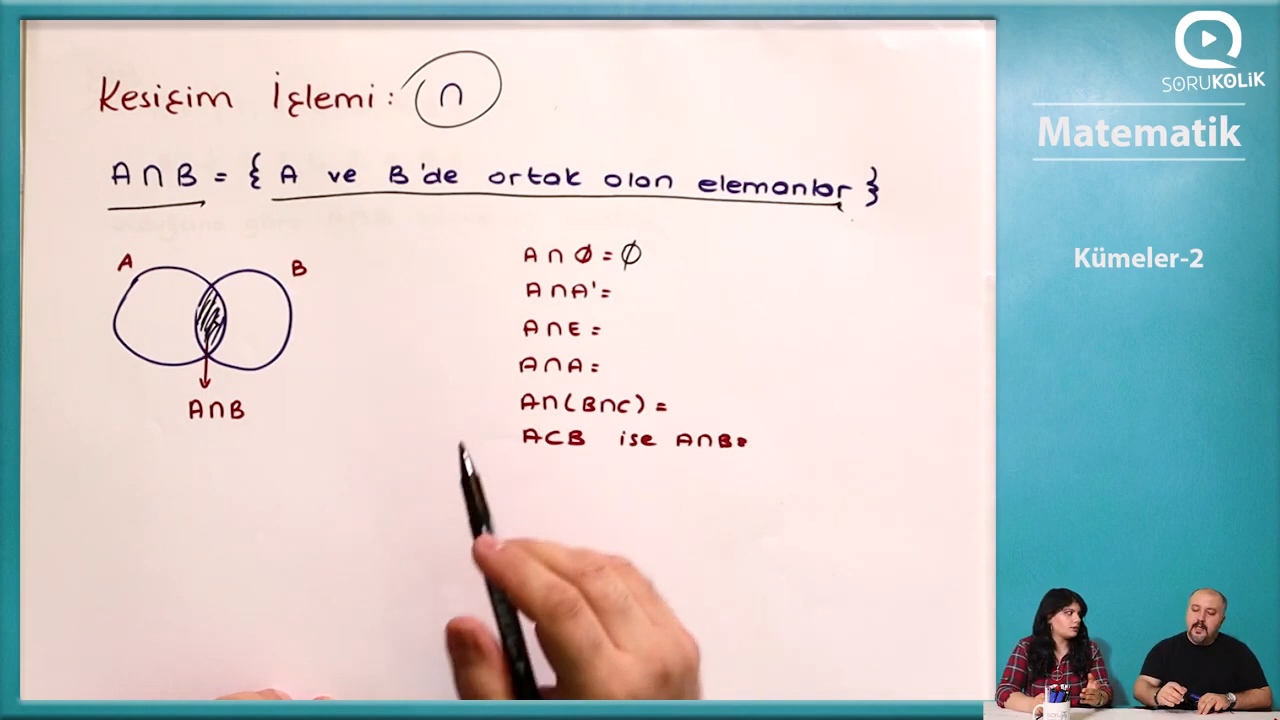 Kesişim İşlemi: ∩
A∩B = { A ve B'de ortak olan elemanlar }
A B
A∩B
A∩∅ = ∅
A∩A' =
A∩E =
A∩A =
A∩(B∩C) =
A⊂B ise A∩B=
SORUKOLİK
Matematik
Kümeler-2